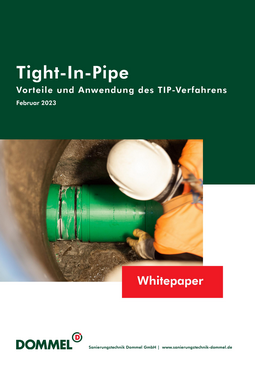 Tight-In-Pipe
Vorteile und Anwendung des TIP-Verfahrens
Februar 2023
Whitepaper
DOMMEL D
Sanierungstechnik Dommel GmbH | www.sanierungstechnik-dommel.de